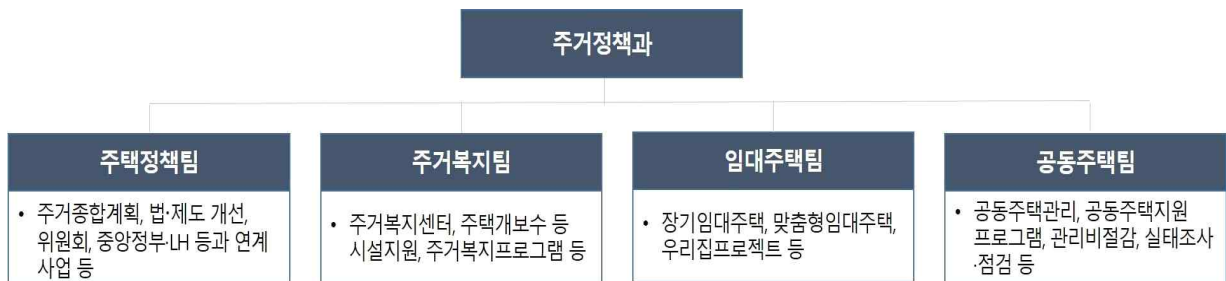 주거정책과
주택정책팀
• 주거종합계획, 법·제도 개선,
위원회, 중앙정부·LH 등과 연계
사업 등
주거복지팀
• 주거복지센터, 주택개보수 등
시설지원, 주거복지프로그램 등
임대주택팀
• 장기임대주택, 맞춤형임대주택,
우리집프로젝트 등
공동주택팀
• 공동주택관리, 공동주택지원
프로그램, 관리비절감, 실태조사
·점검 등